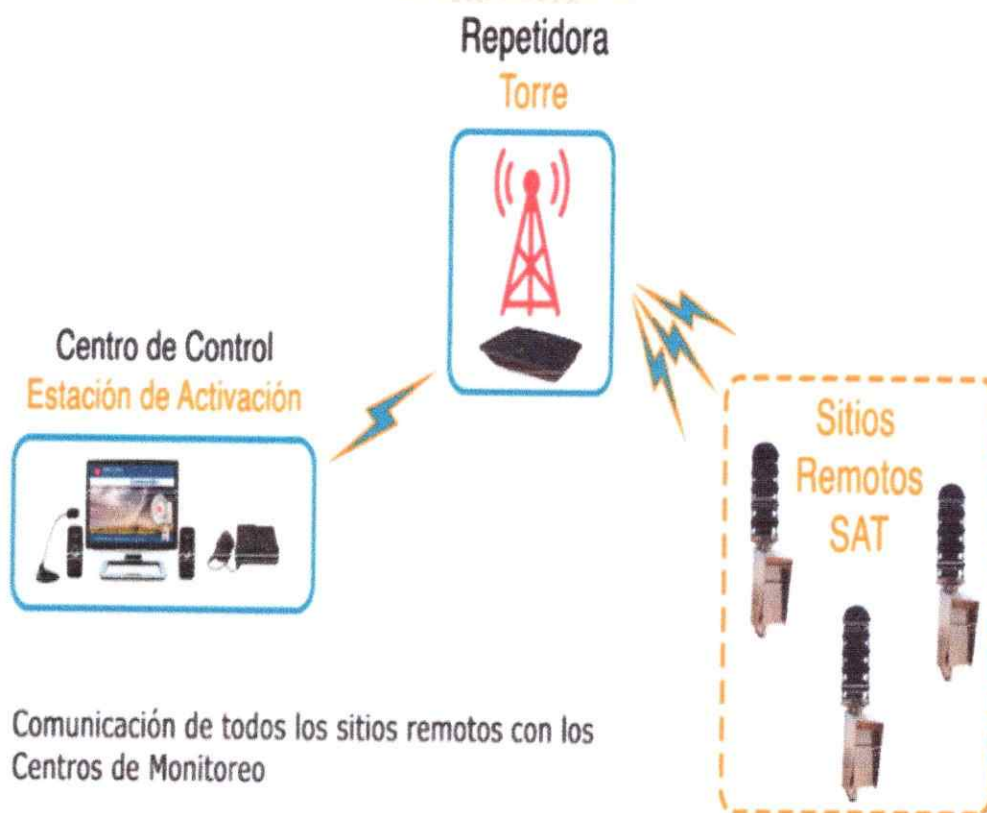 Repetidora
Torre
Centro de Control
Estación de Activación
Sitios
Remotos
SAT
Comunicación de todos los sitios remotos con los
Centros de Monitoreo